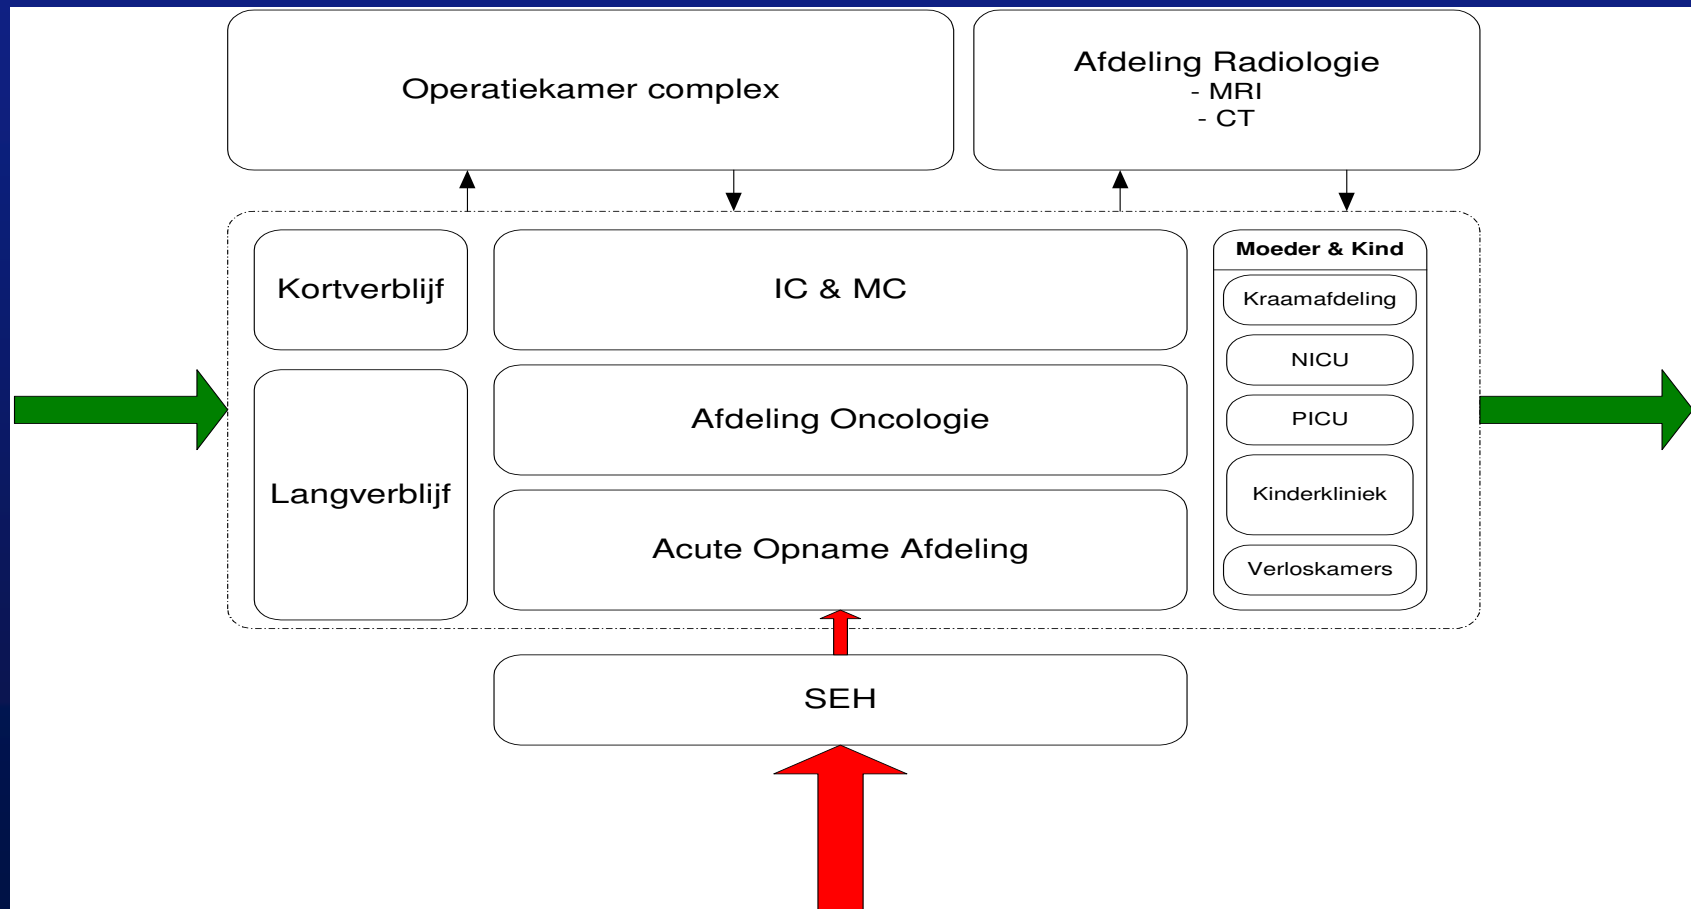 Operatiekamer complex
Afdeling Radiologie
- MRI
- CT
Kortverblijf
IC & MC
Moeder & Kind
Kraamafdeling
NICU
Afdeling Oncologie
PICU
Langverblijf
Kinderkliniek
Acute Opname Afdeling
Verloskamers
SEH